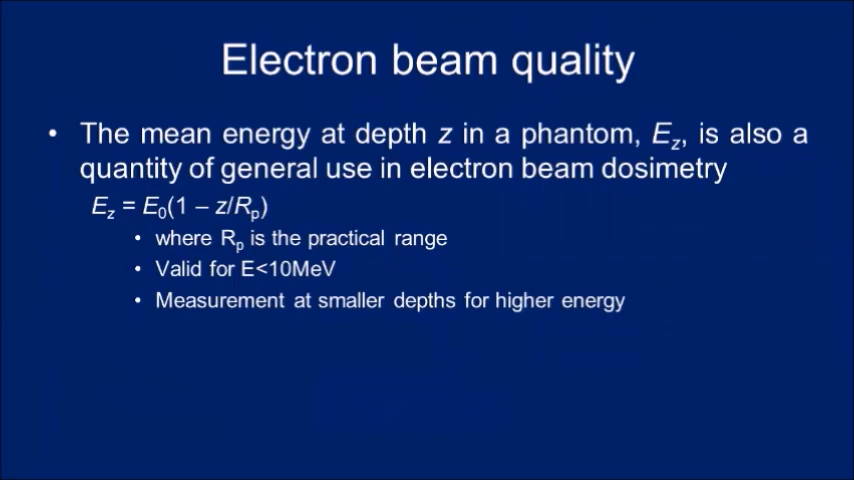 Electron beam quality
• The mean energy at depth z in a phantom, Ez, is also a
quantity of general use in electron beam dosimetry
Ez = E0(1 – z/Rp)
• where Rp is the practical range
• Valid for E<10MeV
• Measurement at smaller depths for higher energy